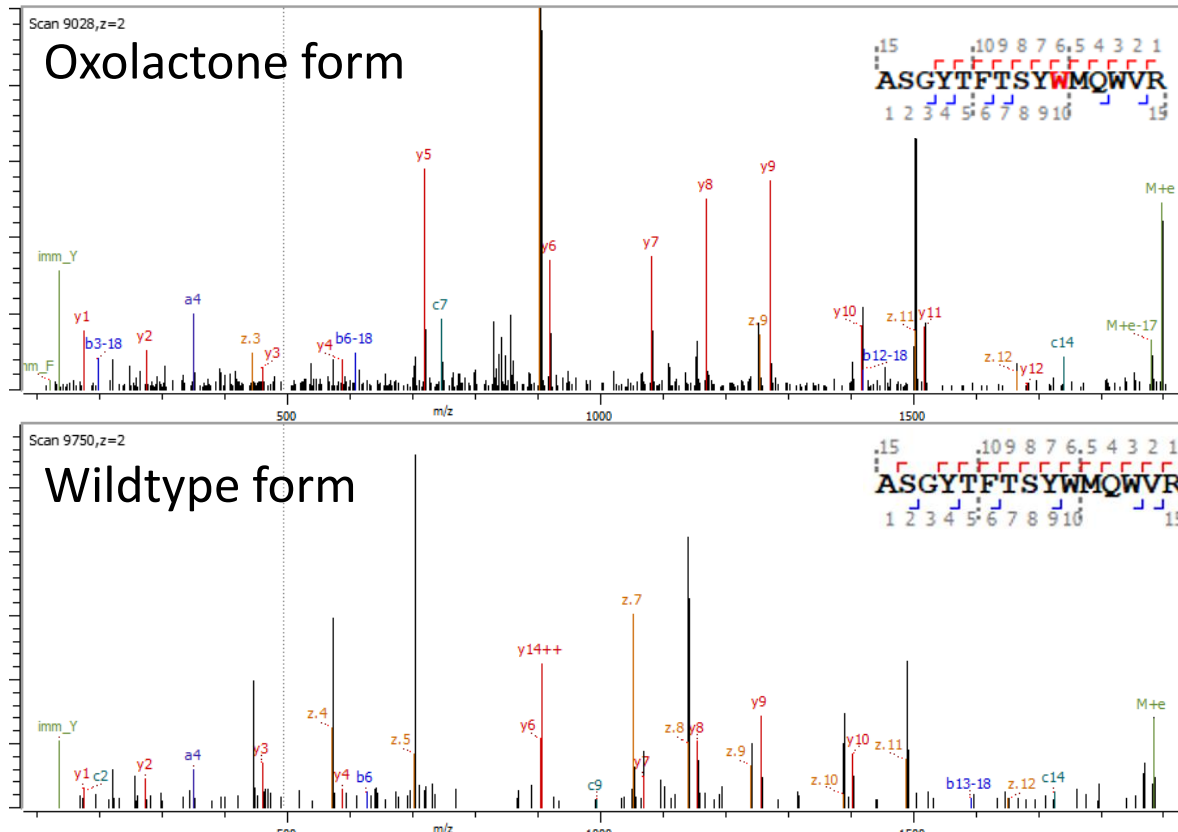 Scan 9028,z=2
Oxolactone form
15 10 9 8 7 6 5 4 3 2 1
ASGYTFTSYWMQWVR
1 2 3 4 5 6 7 8 9 10 15
imm_Y
y1
b3-18
y2
a4
z.3
y3
y4
b6-18
y5
c7
y6
y7
y8
y9
z.9
y10
b12-18
z.11
y11
z.12
y12
c14
M+e-17
M+e
500
m/z
1000
1500
Scan 9750,z=2
Wildtype form
15 10 9 8 7 6 5 4 3 2 1
ASGYTFTSYWMQWVR
1 2 3 4 5 6 7 8 9 10 15
imm_Y
y1
c2
y2
a4
y3
z.4
y4
b6
z.5
y14++
y6
c9
z.7
y7
z.8
y8
z.9
y9
z.10
y10
z.11
b13-18
z.12
c14
M+e
m/z